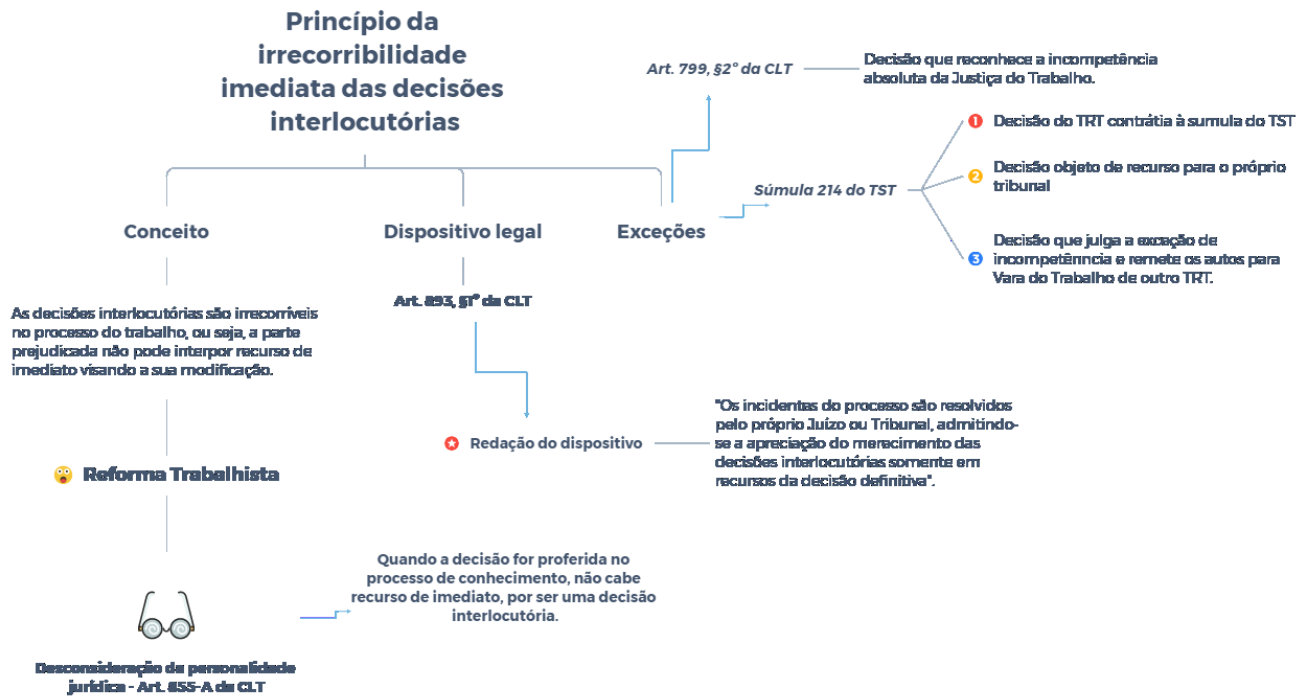 Princípio da
irrecorribilidade
imediata das decisões
interlocutórias
Art. 799, §2° da CLT
Decisão que reconhece a incompetência
absoluta da Justiça do Trabalho.
1 Decisão do TRT contrátia à sumula do TST
Súmula 214 do TST
2 Decisão objeto de recurso para o próprio
tribunal
3 Decisão que julga a exceção de
incompetênncia e remete os autos para
Vara do Trabalho de outro TRT.
Conceito
Dispositivo legal
Exceções
Art. 893, §1° da CLT
As decisões interlocutórias são irrecorríveis
no processo do trabalho, ou seja, a parte
prejudicada não pode interpor recurso de
imediato visando a sua modificação.
Redação do dispositivo
"Os incidentes do processo são resolvidos
pelo próprio Juízo ou Tribunal, admitindo-
se a apreciação do merecimento das
decisões interlocutórias somente em
recursos da decisão definitiva".
Reforma Trabalhista
Quando a decisão for proferida no
processo de conhecimento, não cabe
recurso de imediato, por ser uma decisão
interlocutória.
Desconsideração da personalidade
jurídica - Art. 855-A da CLT